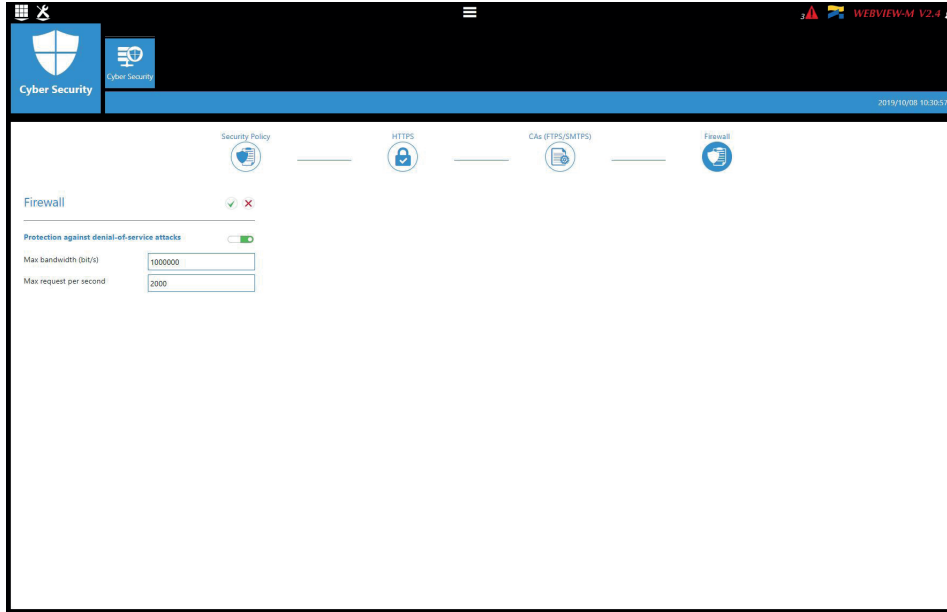 3
WEBVIEW-M V2.4
Cyber Security
Cyber Security
2019/10/08 10:30:57
Security Policy
HTTPS
CAs (FTPS/SMTPS)
Firewall
Firewall
Protection against denial-of-service attacks
Max bandwidth (bit/s)
1000000
Max request per second
2000